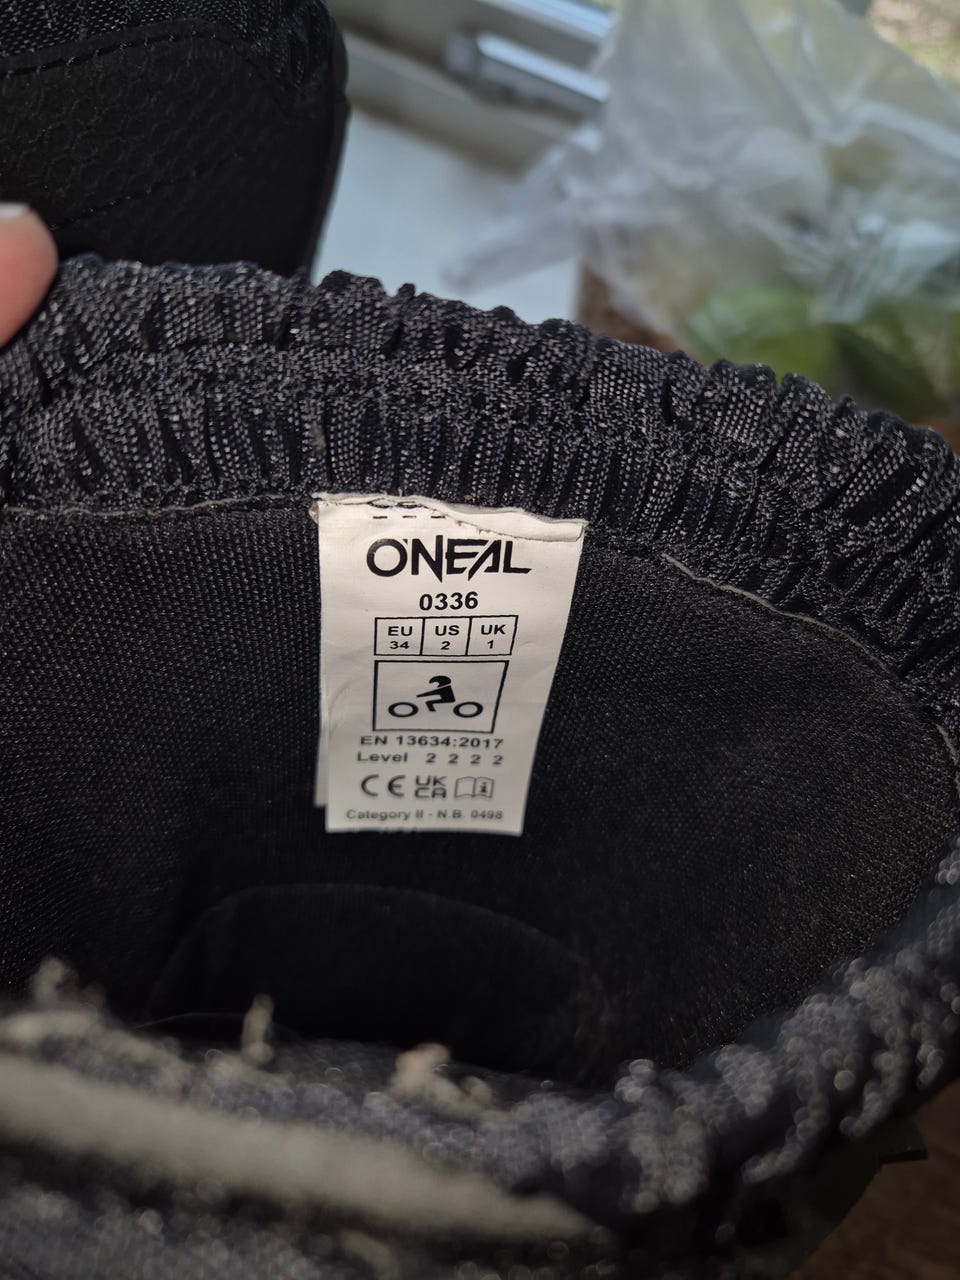 O'NEAL
0336
EU US UK
34 2 1
EN 13634:2017
Level 2 2 2 2
CE UK CA i
Category II - N.B. 0498